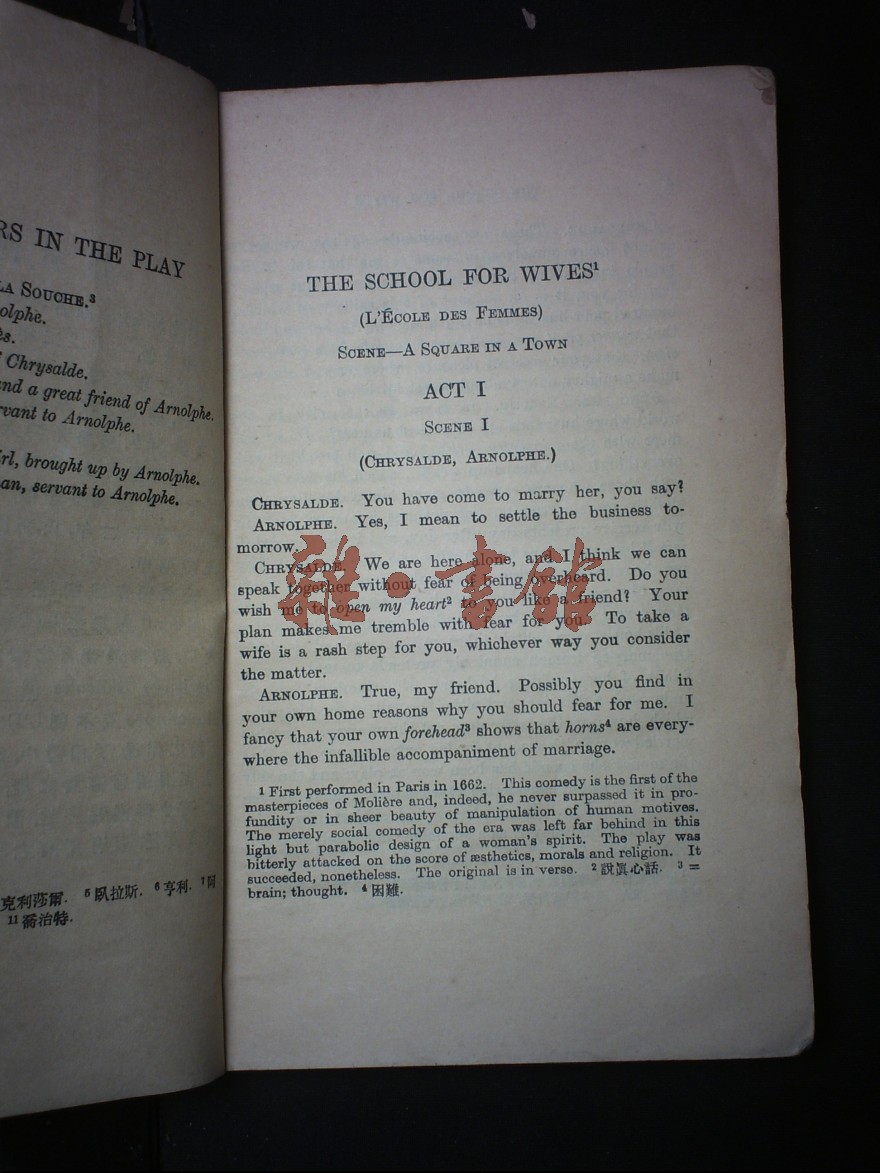 RS IN THE PLAY
LA SOUCHE.³
olphe.
ès.
Chrysalde.
nd a great friend of Arnolphe.
rvant to Arnolphe.
irl, brought up by Arnolphe.
an, servant to Arnolphe.
克利莎爾. ⁵ 臥拉斯. ⁶ 亨利. ⁷ 阿
¹¹ 喬治特.
THE SCHOOL FOR WIVES¹
(L'ÉCOLE DES FEMMES)
SCENE—A SQUARE IN A TOWN
ACT I
SCENE I
(CHRYSALDE, ARNOLPHE.)
CHRYSALDE. You have come to marry her, you say?
ARNOLPHE. Yes, I mean to settle the business to-
morrow.
CHRYSALDE. We are here alone, and I think we can
speak together without fear of being overheard. Do you
wish me to open my heart² to you like a friend? Your
plan makes me tremble with fear for you. To take a
wife is a rash step for you, whichever way you consider
the matter.
ARNOLPHE. True, my friend. Possibly you find in
your own home reasons why you should fear for me. I
fancy that your own forehead³ shows that horns⁴ are every-
where the infallible accompaniment of marriage.
1 First performed in Paris in 1662. This comedy is the first of the
masterpieces of Molière and, indeed, he never surpassed it in pro-
fundity or in sheer beauty of manipulation of human motives.
The merely social comedy of the era was left far behind in this
light but parabolic design of a woman's spirit. The play was
bitterly attacked on the score of æsthetics, morals and religion. It
succeeded, nonetheless. The original is in verse. ² 說眞心話. ³ =
brain; thought. ⁴ 困難.
雜·書館